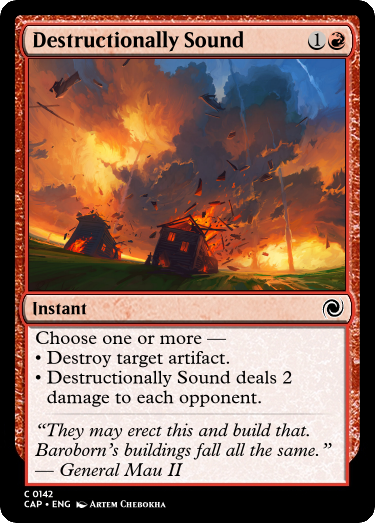 Destructionally Sound 1
Instant
Choose one or more —
• Destroy target artifact.
• Destructionally Sound deals 2
damage to each opponent.
“They may erect this and build that.
Baroborn’s buildings fall all the same.”
— General Mau II
C 0142
CAP • ENG Artem Chebokha